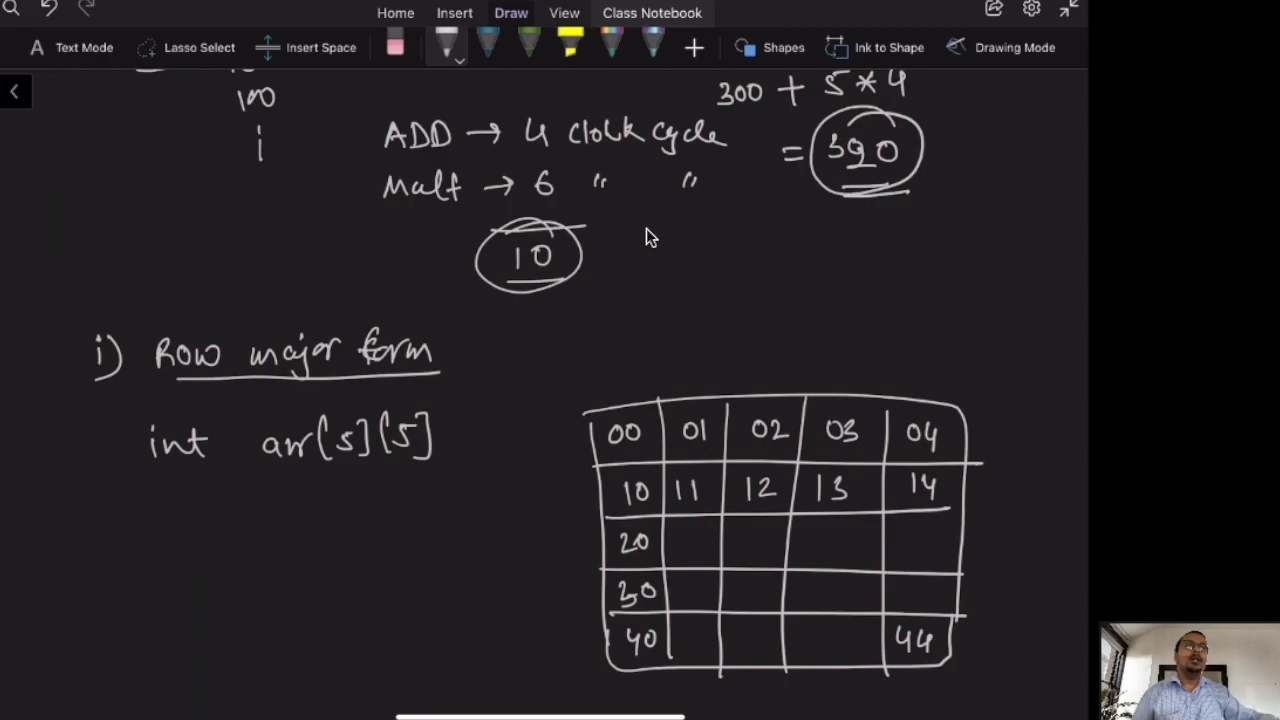 Home Insert Draw View Class Notebook
A Text Mode Lasso Select Insert Space Shapes Ink to Shape Drawing Mode
100
300 + 5 * 4
i
ADD → 4 clock cycle
= 320
Mult → 6 " "
10
i) Row major form
int arr[5][5]
00 01 02 03 04
10 11 12 13 14
20
30
40 44